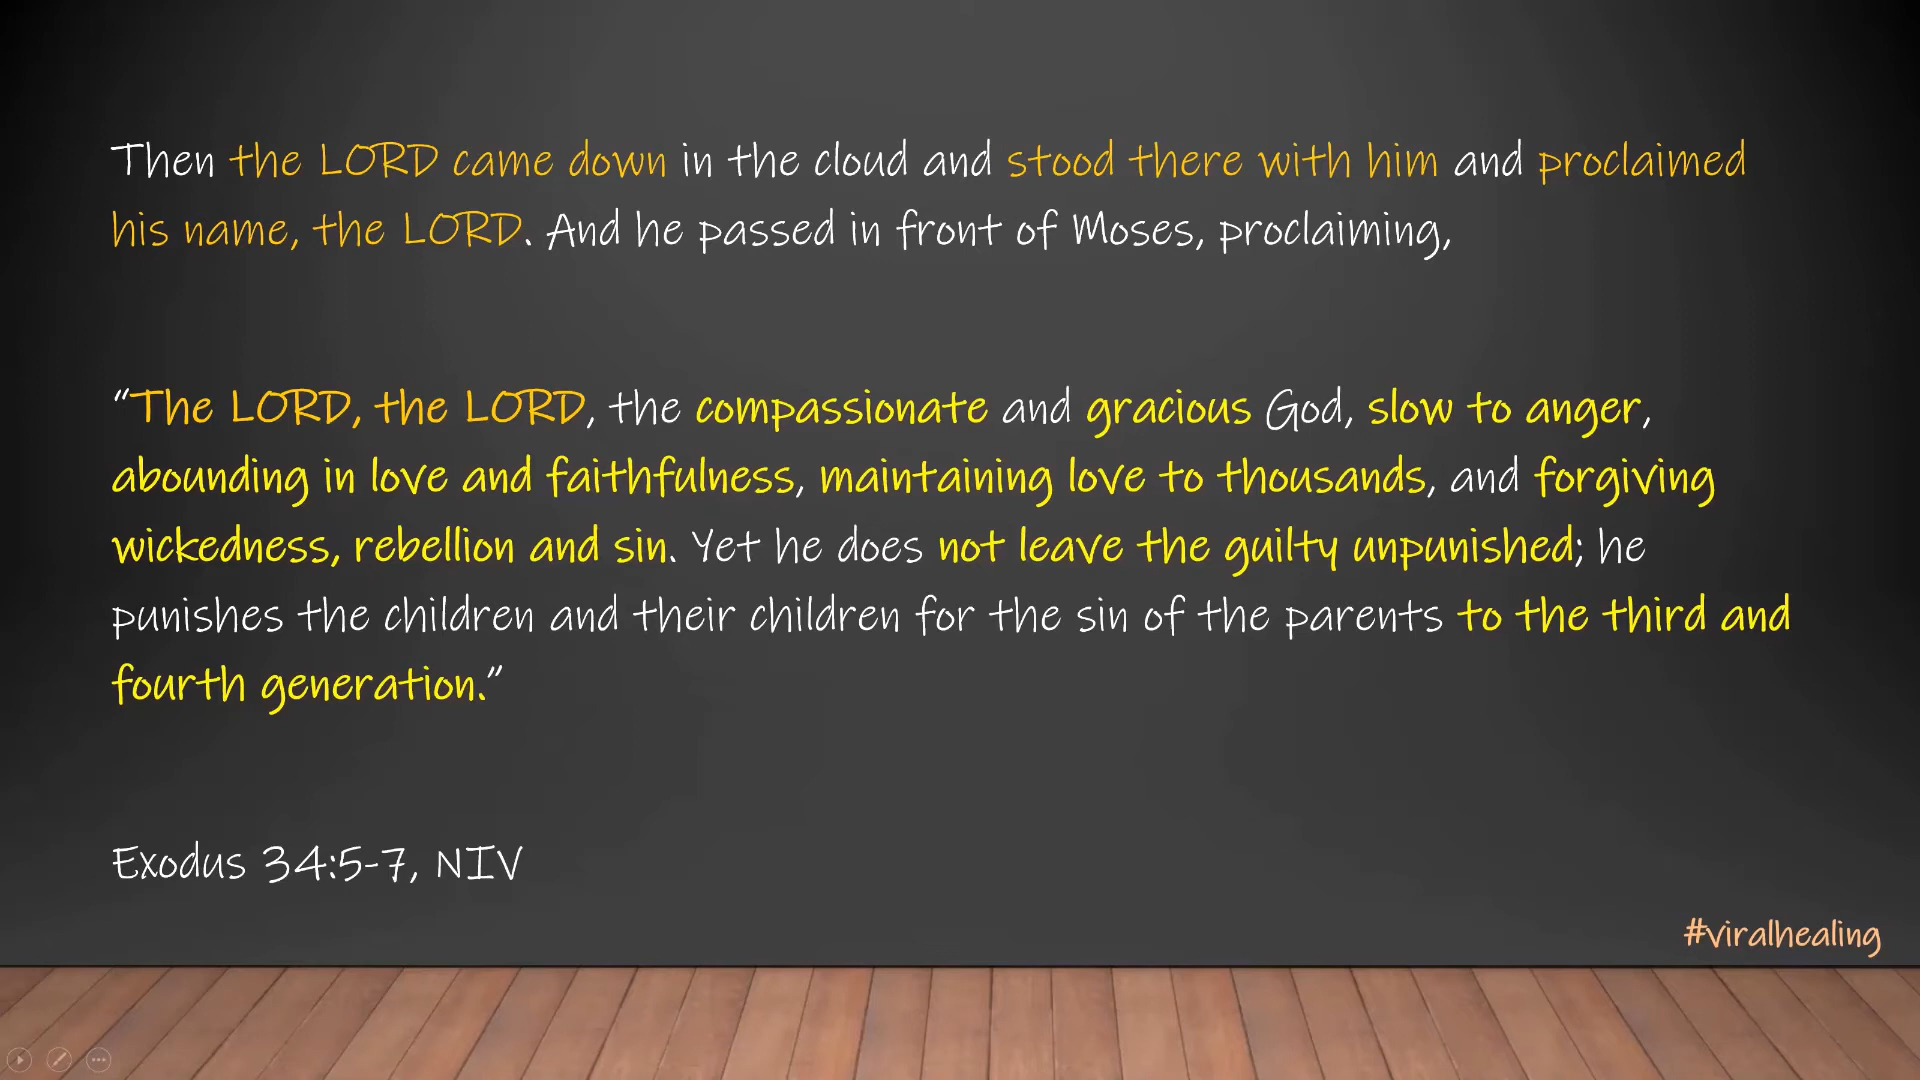 Then the LORD came down in the cloud and stood there with him and proclaimed
his name, the LORD. And he passed in front of Moses, proclaiming,
“The LORD, the LORD, the compassionate and gracious God, slow to anger,
abounding in love and faithfulness, maintaining love to thousands, and forgiving
wickedness, rebellion and sin. Yet he does not leave the guilty unpunished; he
punishes the children and their children for the sin of the parents to the third and
fourth generation.”
Exodus 34:5-7, NIV
#viralhealing